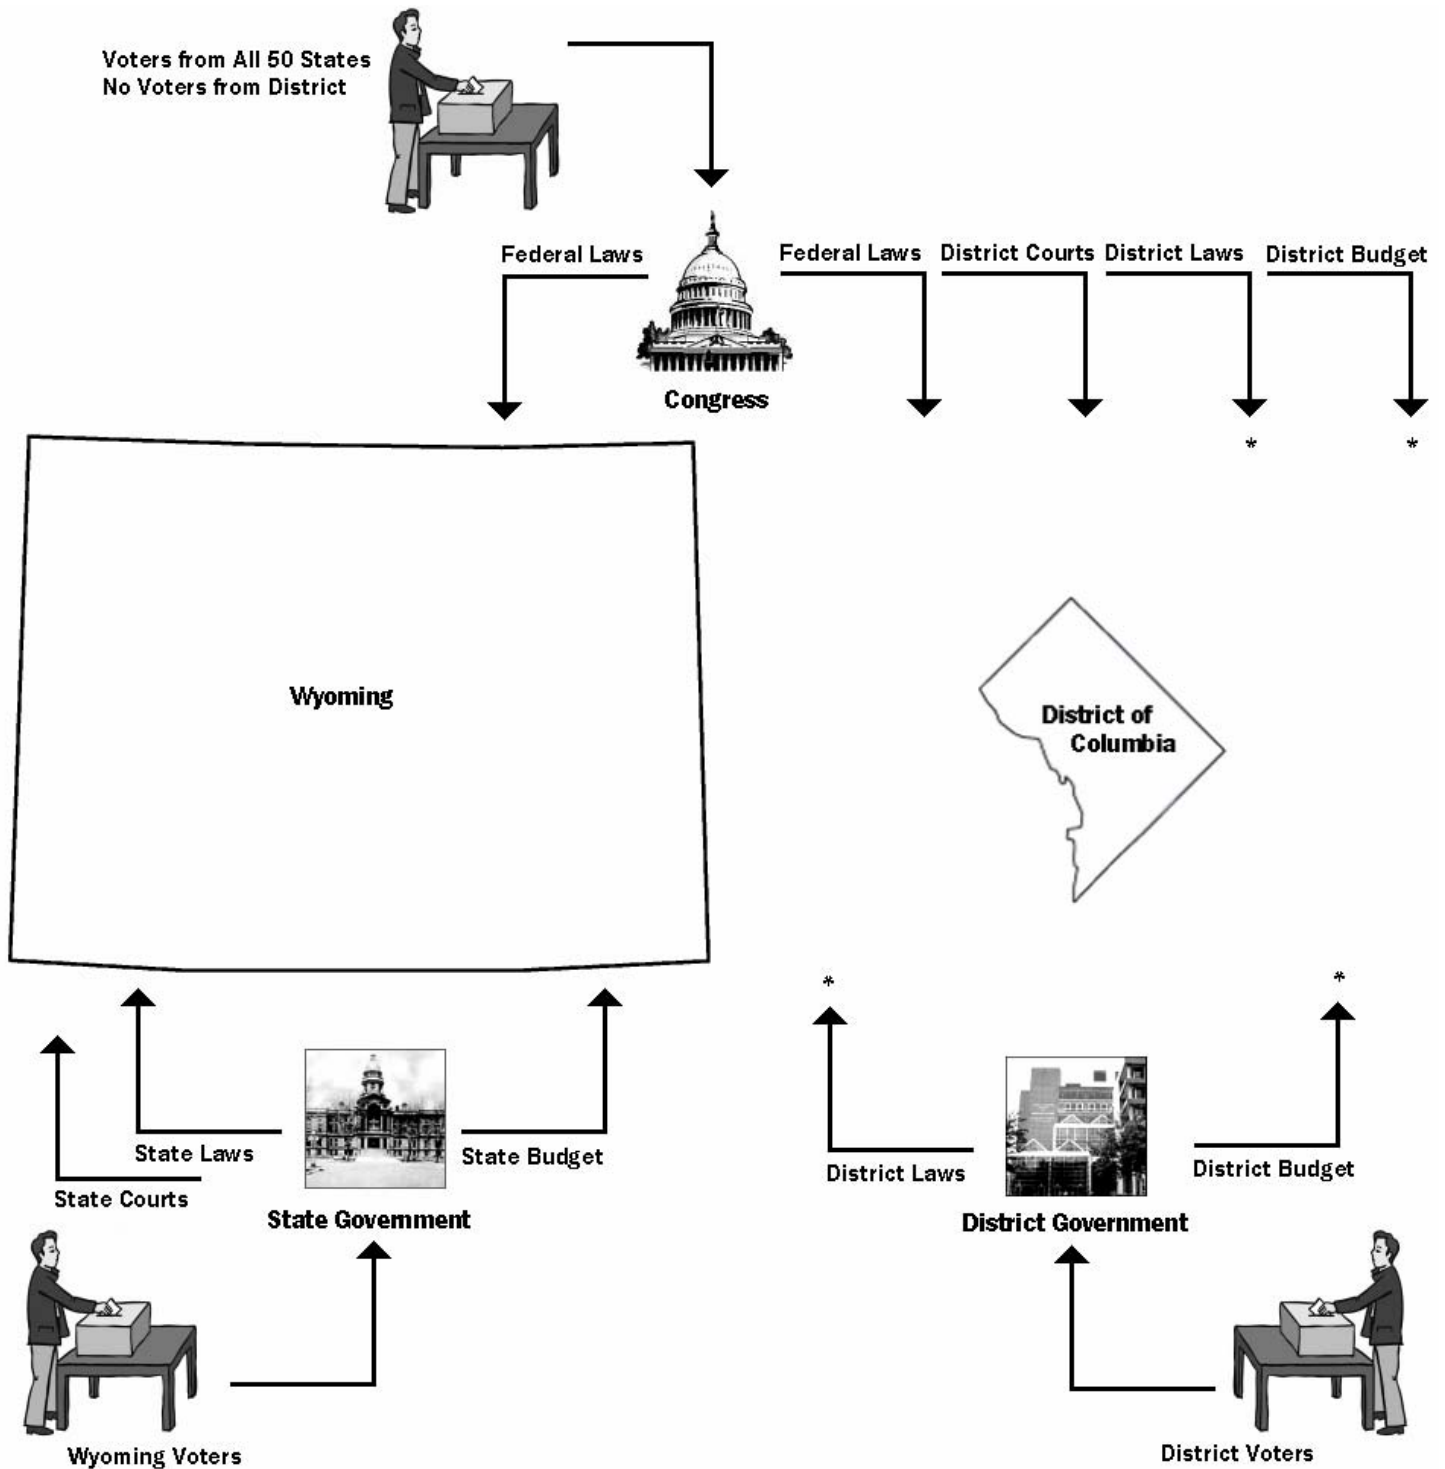 Voters from All 50 States
No Voters from District
Federal Laws
Federal Laws
District Courts
District Laws
District Budget
Congress
*
*
Wyoming
District of
Columbia
*
*
State Laws
State Budget
State Courts
State Government
District Laws
District Budget
District Government
Wyoming Voters
District Voters